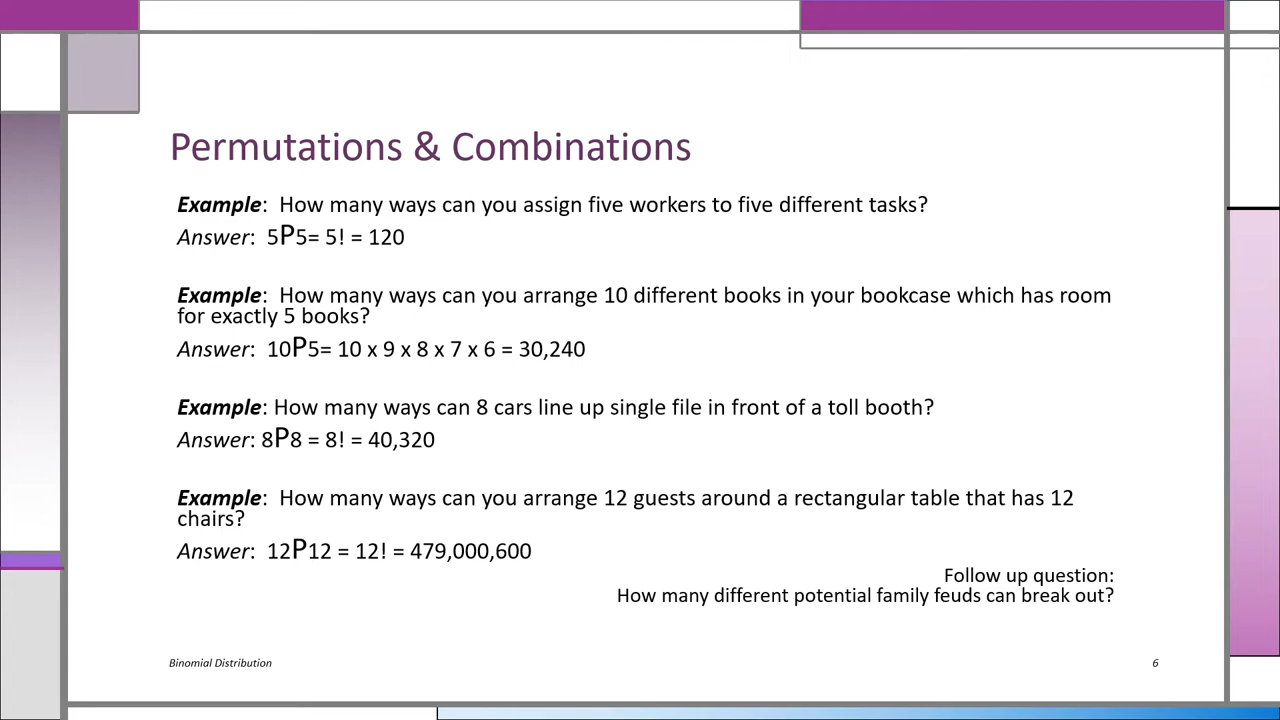 Permutations & Combinations
Example:  How many ways can you assign five workers to five different tasks?
Answer:  5P5= 5! = 120
Example:  How many ways can you arrange 10 different books in your bookcase which has room
for exactly 5 books?
Answer:  10P5= 10 x 9 x 8 x 7 x 6 = 30,240
Example: How many ways can 8 cars line up single file in front of a toll booth?
Answer: 8P8 = 8! = 40,320
Example:  How many ways can you arrange 12 guests around a rectangular table that has 12
chairs?
Answer:  12P12 = 12! = 479,000,600
Follow up question:
How many different potential family feuds can break out?
Binomial Distribution
6